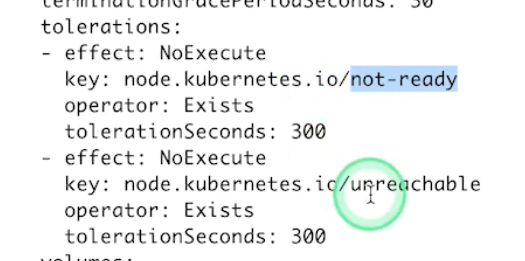 terminationGracePeriodSeconds: 30
tolerations:
- effect: NoExecute
key: node.kubernetes.io/not-ready
operator: Exists
tolerationSeconds: 300
- effect: NoExecute
key: node.kubernetes.io/unreachable
operator: Exists
tolerationSeconds: 300
volumes: